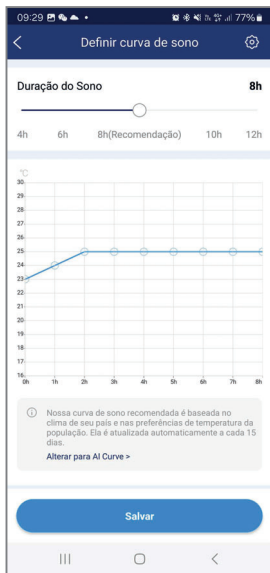 09:29 77%
Definir curva de sono
Duração do Sono 8h
4h 6h 8h(Recomendação) 10h 12h
°C
30
29
28
27
26
25
24
23
22
21
20
19
18
17
16
0h 1h 2h 3h 4h 5h 6h 7h 8h
Nossa curva de sono recomendada é baseada no
clima de seu país e nas preferências de temperatura da
população. Ela é atualizada automaticamente a cada 15
dias.
Alterar para AI Curve >
Salvar